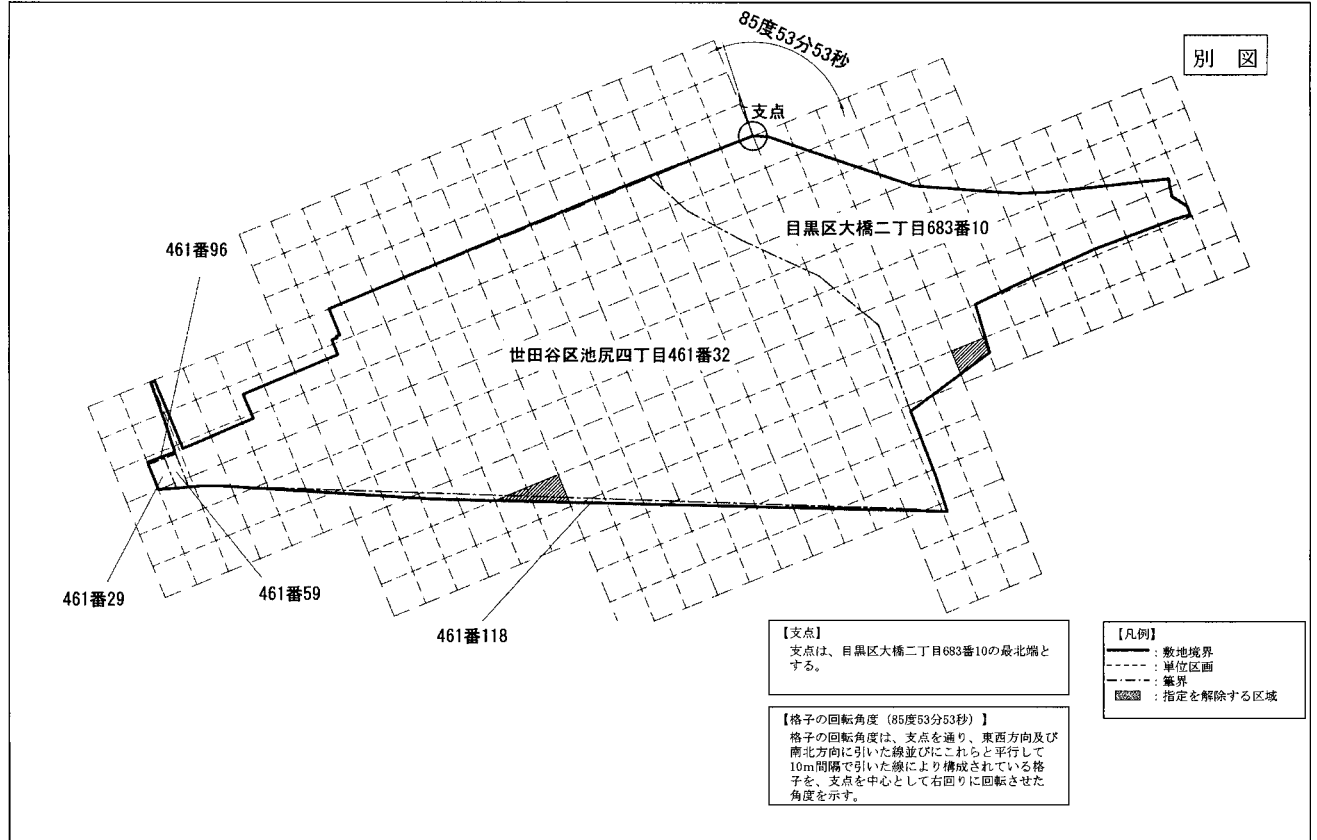 別 図
85度53分53秒
支点
目黒区大橋二丁目683番10
461番96
世田谷区池尻四丁目461番32
461番29
461番59
461番118
【支点】
支点は、目黒区大橋二丁目683番10の最北端と
する。
【格子の回転角度（85度53分53秒）】
格子の回転角度は、支点を通り、東西方向及び
南北方向に引いた線並びにこれらと平行して
10m間隔で引いた線により構成されている格
子を、支点を中心として右回りに回転させた
角度を示す。
【凡例】
：敷地境界
：単位区画
：筆界
：指定を解除する区域